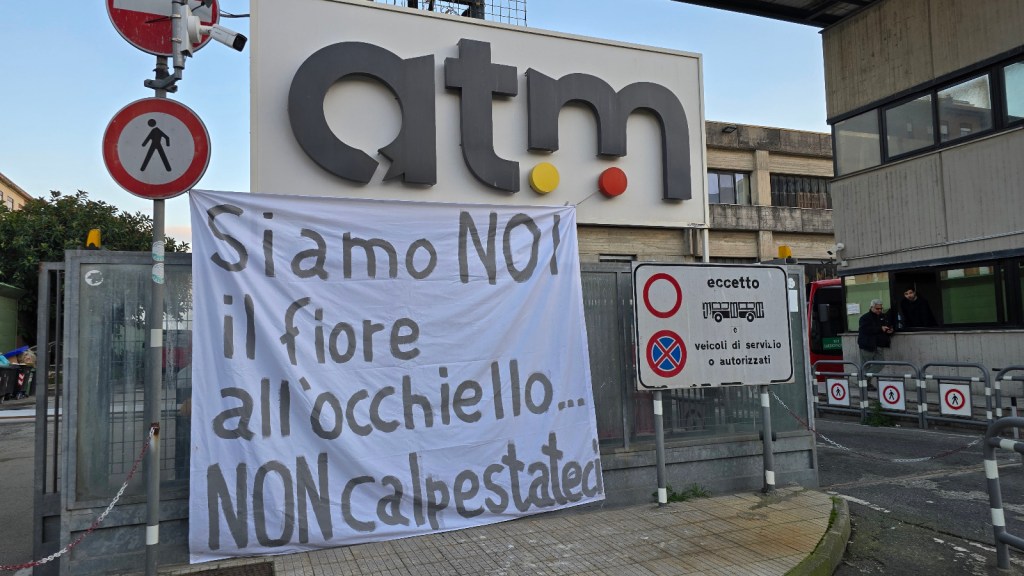 atm
Siamo NOI
il fiore
all'occhiello...
NON calpestateci
eccetto
o
veicoli di servizio
o autorizzati